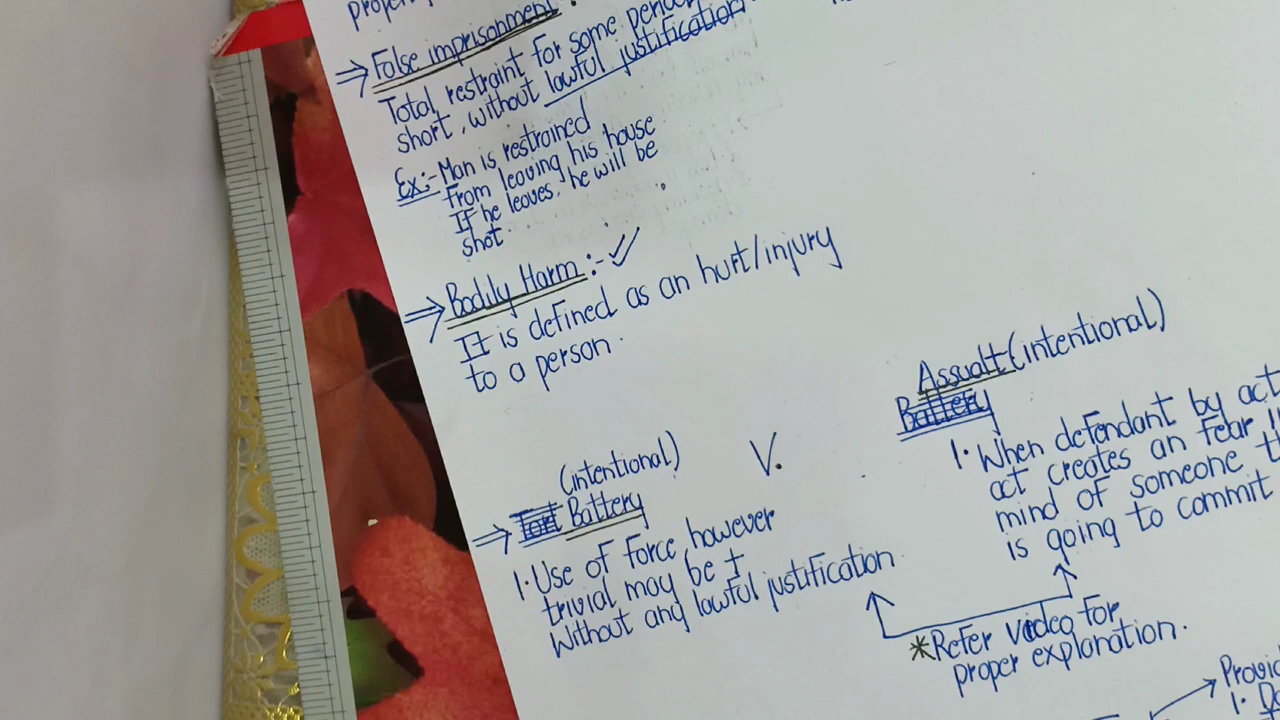 ⇒ False imprisonment :
Total restraint for some period
short, without lawful justification.
Ex:- Man is restrained
from leaving his house
If he leaves, he will be
shot.
⇒ Bodily Harm :- ✓
It is defined as an hurt/injury
to a person.
(intentional)
⇒ Battery
V.
1. Use of force however
trivial may be +
Without any lawful justification
Assualt (intentional)
Battery
1. When defendant by act
act creates an fear
mind of someone
is going to commit
*Refer video for
proper explanation.